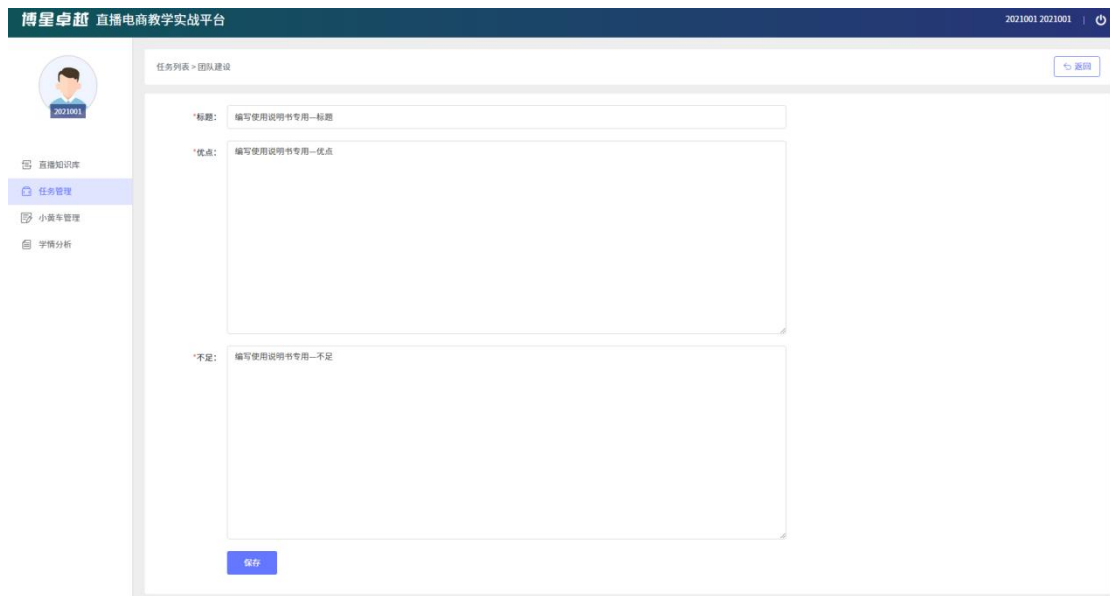 博星卓越 直播电商教学实战平台
2021001 2021001
2021001
任务列表 > 团队建设
返回
直播知识库
任务管理
小黄车管理
学情分析
*标题：
编写使用说明书专用—标题
*优点：
编写使用说明书专用—优点
*不足：
编写使用说明书专用—不足
保存